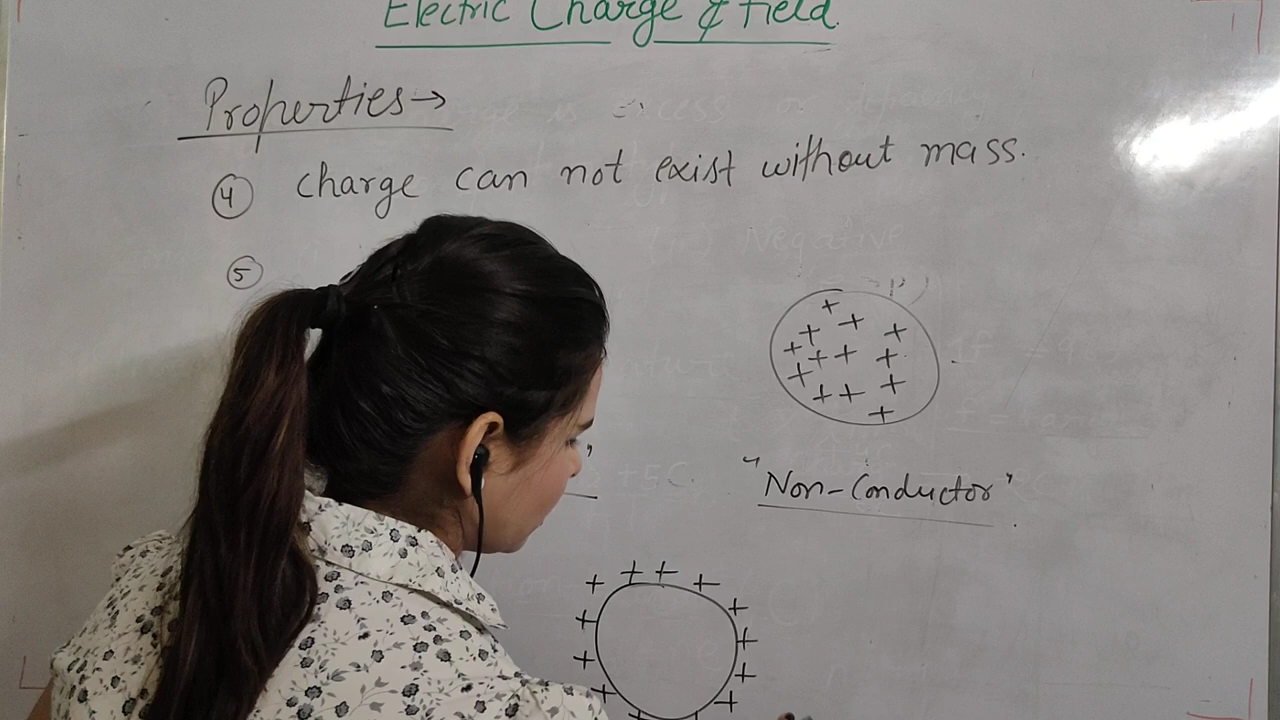 Electric Charge & Field.
Properties→
④ Charge can not exist without mass.
⑤
"Non-Conductor".